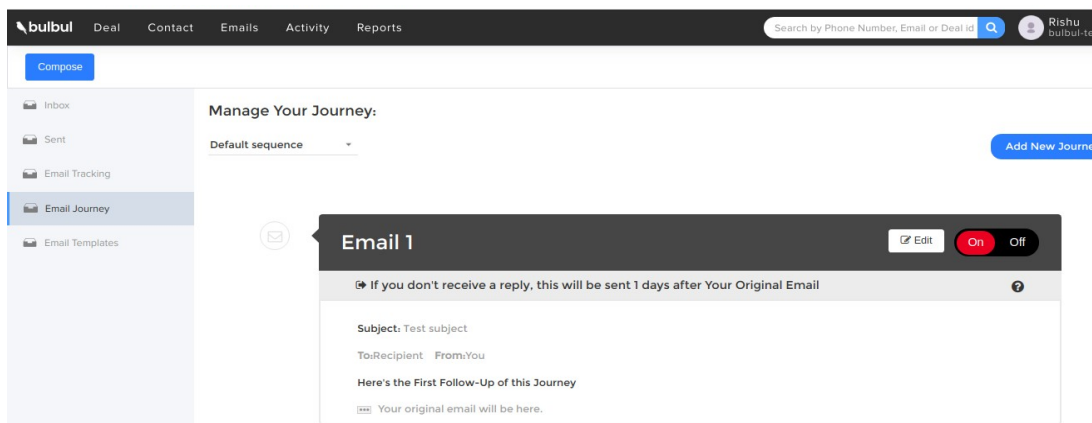 bulbul Deal Contact Emails Activity Reports Search by Phone Number, Email or Deal id Rishu
bulbul-te
Compose
Inbox
Sent
Email Tracking
Email Journey
Email Templates
Manage Your Journey:
Default sequence
Add New Journe
Email 1 Edit On Off
If you don't receive a reply, this will be sent 1 days after Your Original Email
Subject: Test subject
To:Recipient From:You
Here's the First Follow-Up of this Journey
Your original email will be here.